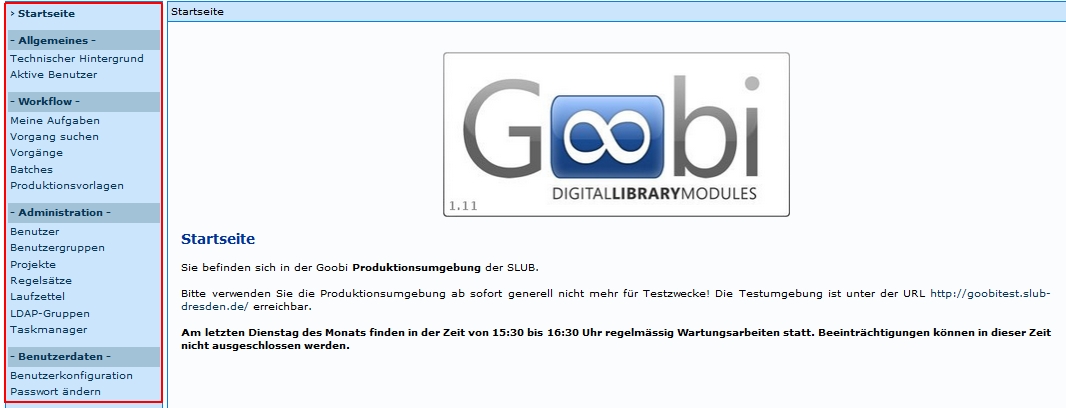 › Startseite
- Allgemeines -
Technischer Hintergrund
Aktive Benutzer
- Workflow -
Meine Aufgaben
Vorgang suchen
Vorgänge
Batches
Produktionsvorlagen
- Administration -
Benutzer
Benutzergruppen
Projekte
Regelsätze
Laufzettel
LDAP-Gruppen
Taskmanager
- Benutzerdaten -
Benutzerkonfiguration
Passwort ändern
Startseite
Goobi
DIGITALLIBRARYMODULES
1.11
Startseite
Sie befinden sich in der Goobi Produktionsumgebung der SLUB.
Bitte verwenden Sie die Produktionsumgebung ab sofort generell nicht mehr für Testzwecke! Die Testumgebung ist unter der URL http://goobitest.slub-
dresden.de/ erreichbar.
Am letzten Dienstag des Monats finden in der Zeit von 15:30 bis 16:30 Uhr regelmässig Wartungsarbeiten statt. Beeinträchtigungen können in dieser Zeit
nicht ausgeschlossen werden.